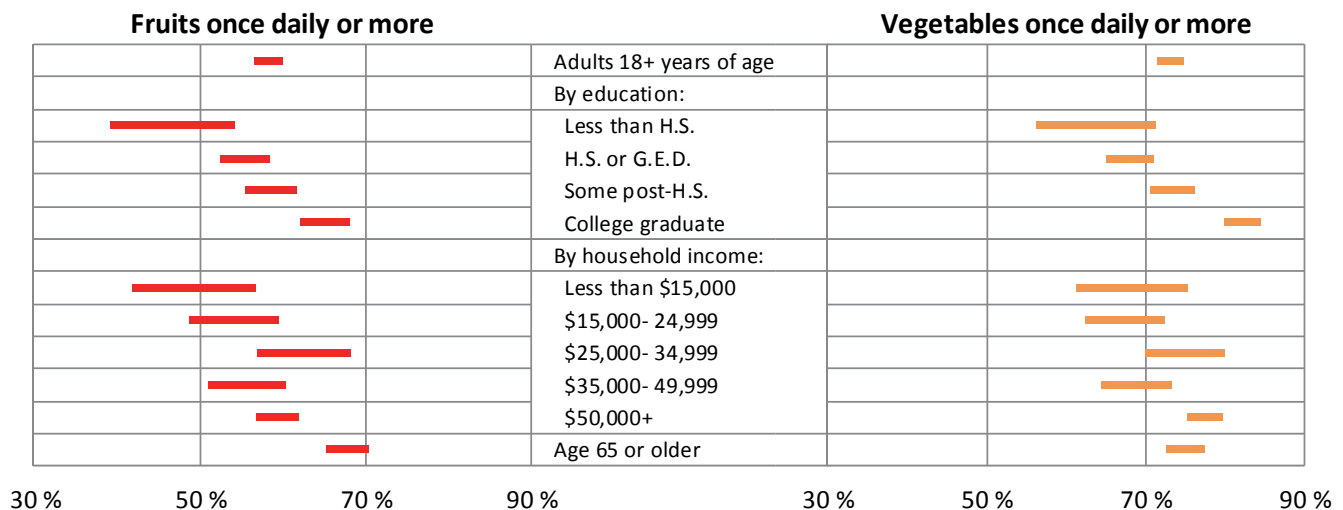 Fruits once daily or more
Vegetables once daily or more
Adults 18+ years of age
By education:
Less than H.S.
H.S. or G.E.D.
Some post-H.S.
College graduate
By household income:
Less than $15,000
$15,000- 24,999
$25,000- 34,999
$35,000- 49,999
$50,000+
Age 65 or older
30 % 50 % 70 % 90 % 30 % 50 % 70 % 90 %